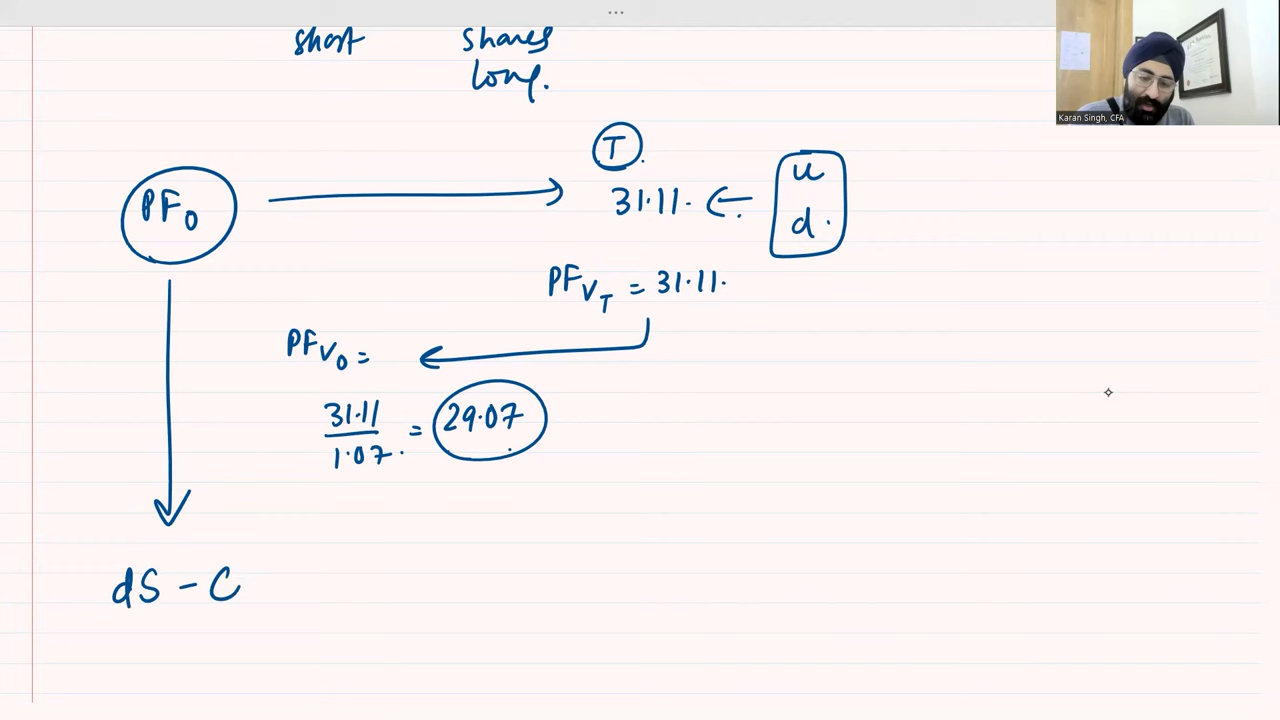 short shares
long.
T.
PF0 31.11. u
d.
PFVT = 31.11.
PFV0 =
31.11
1.07. = 29.07
dS - C
Karan Singh, CFA